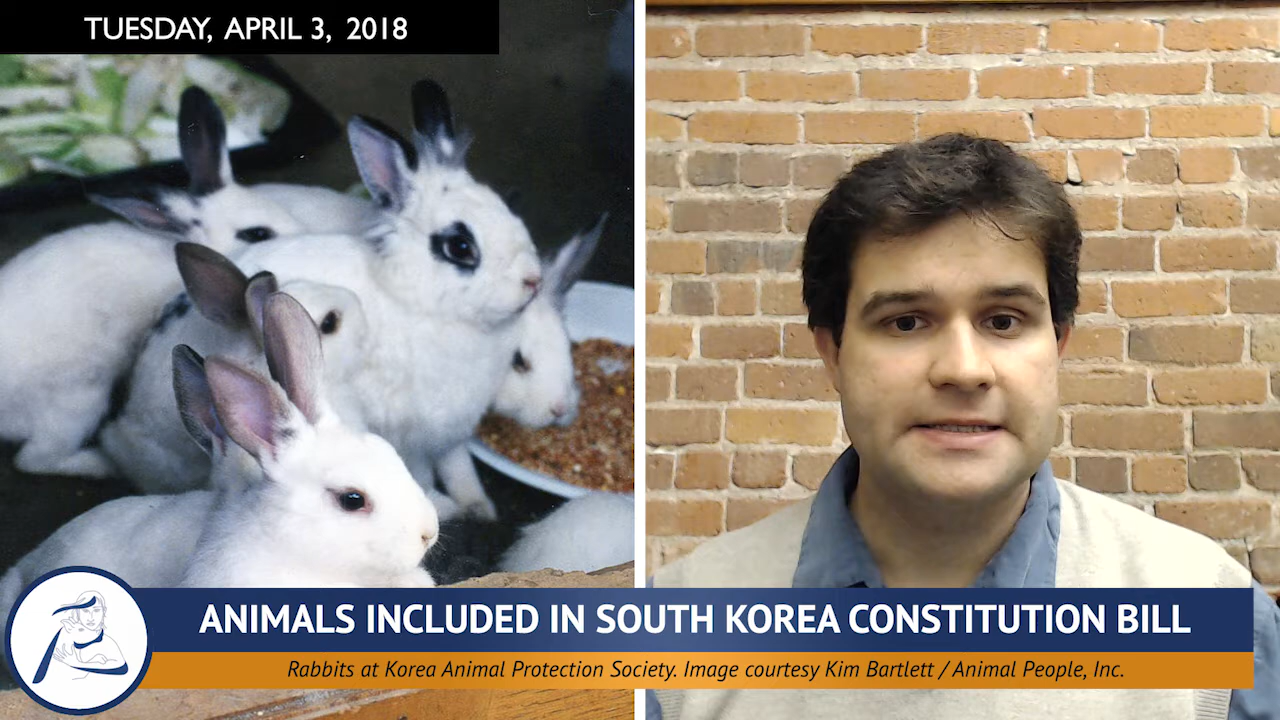 TUESDAY, APRIL 3, 2018
ANIMALS INCLUDED IN SOUTH KOREA CONSTITUTION BILL
Rabbits at Korea Animal Protection Society. Image courtesy Kim Bartlett / Animal People, Inc.